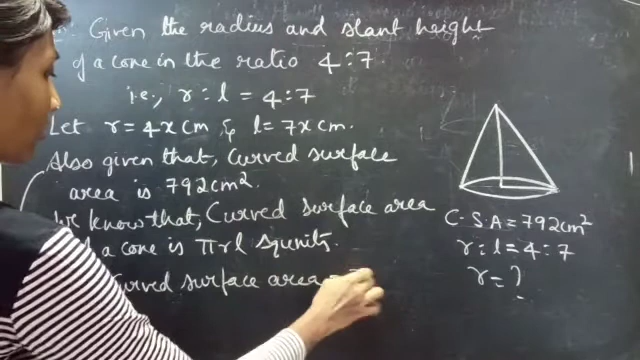 Given the radius and slant height
of a cone in the ratio 4:7
i.e., r:l = 4:7
Let r=4x cm & l=7x cm.
Also given that, Curved surface
area is 792cm².
We know that, Curved surface area
a cone is πrl squnits.
Curved surface area =
C.S.A=792cm²
r:l=4:7
r=?